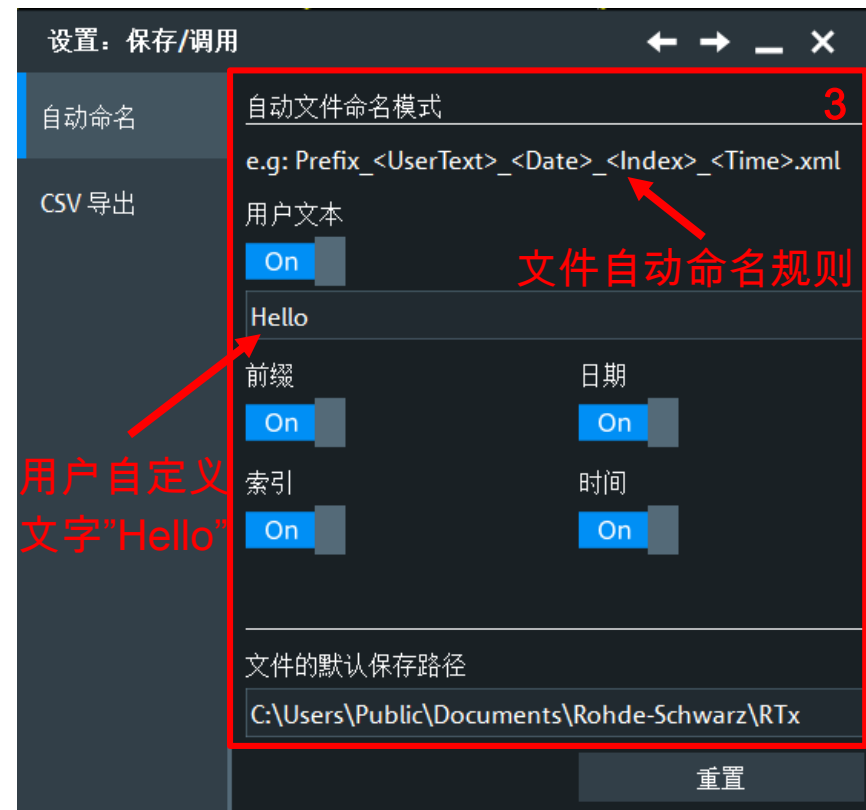 设置：保存/调用
自动命名
CSV 导出
自动文件命名模式
3
e.g: Prefix_<UserText>_<Date>_<Index>_<Time>.xml
用户文本
On
文件自动命名规则
Hello
前缀
日期
On
On
用户自定义
文字”Hello”
索引
时间
On
On
文件的默认保存路径
C:\Users\Public\Documents\Rohde-Schwarz\RTx
重置